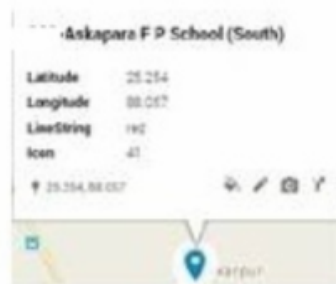 Askapara F P School (South)
Latitude 25.254
Longitude 88.057
LineString red
Icon 41
25.254, 88.057